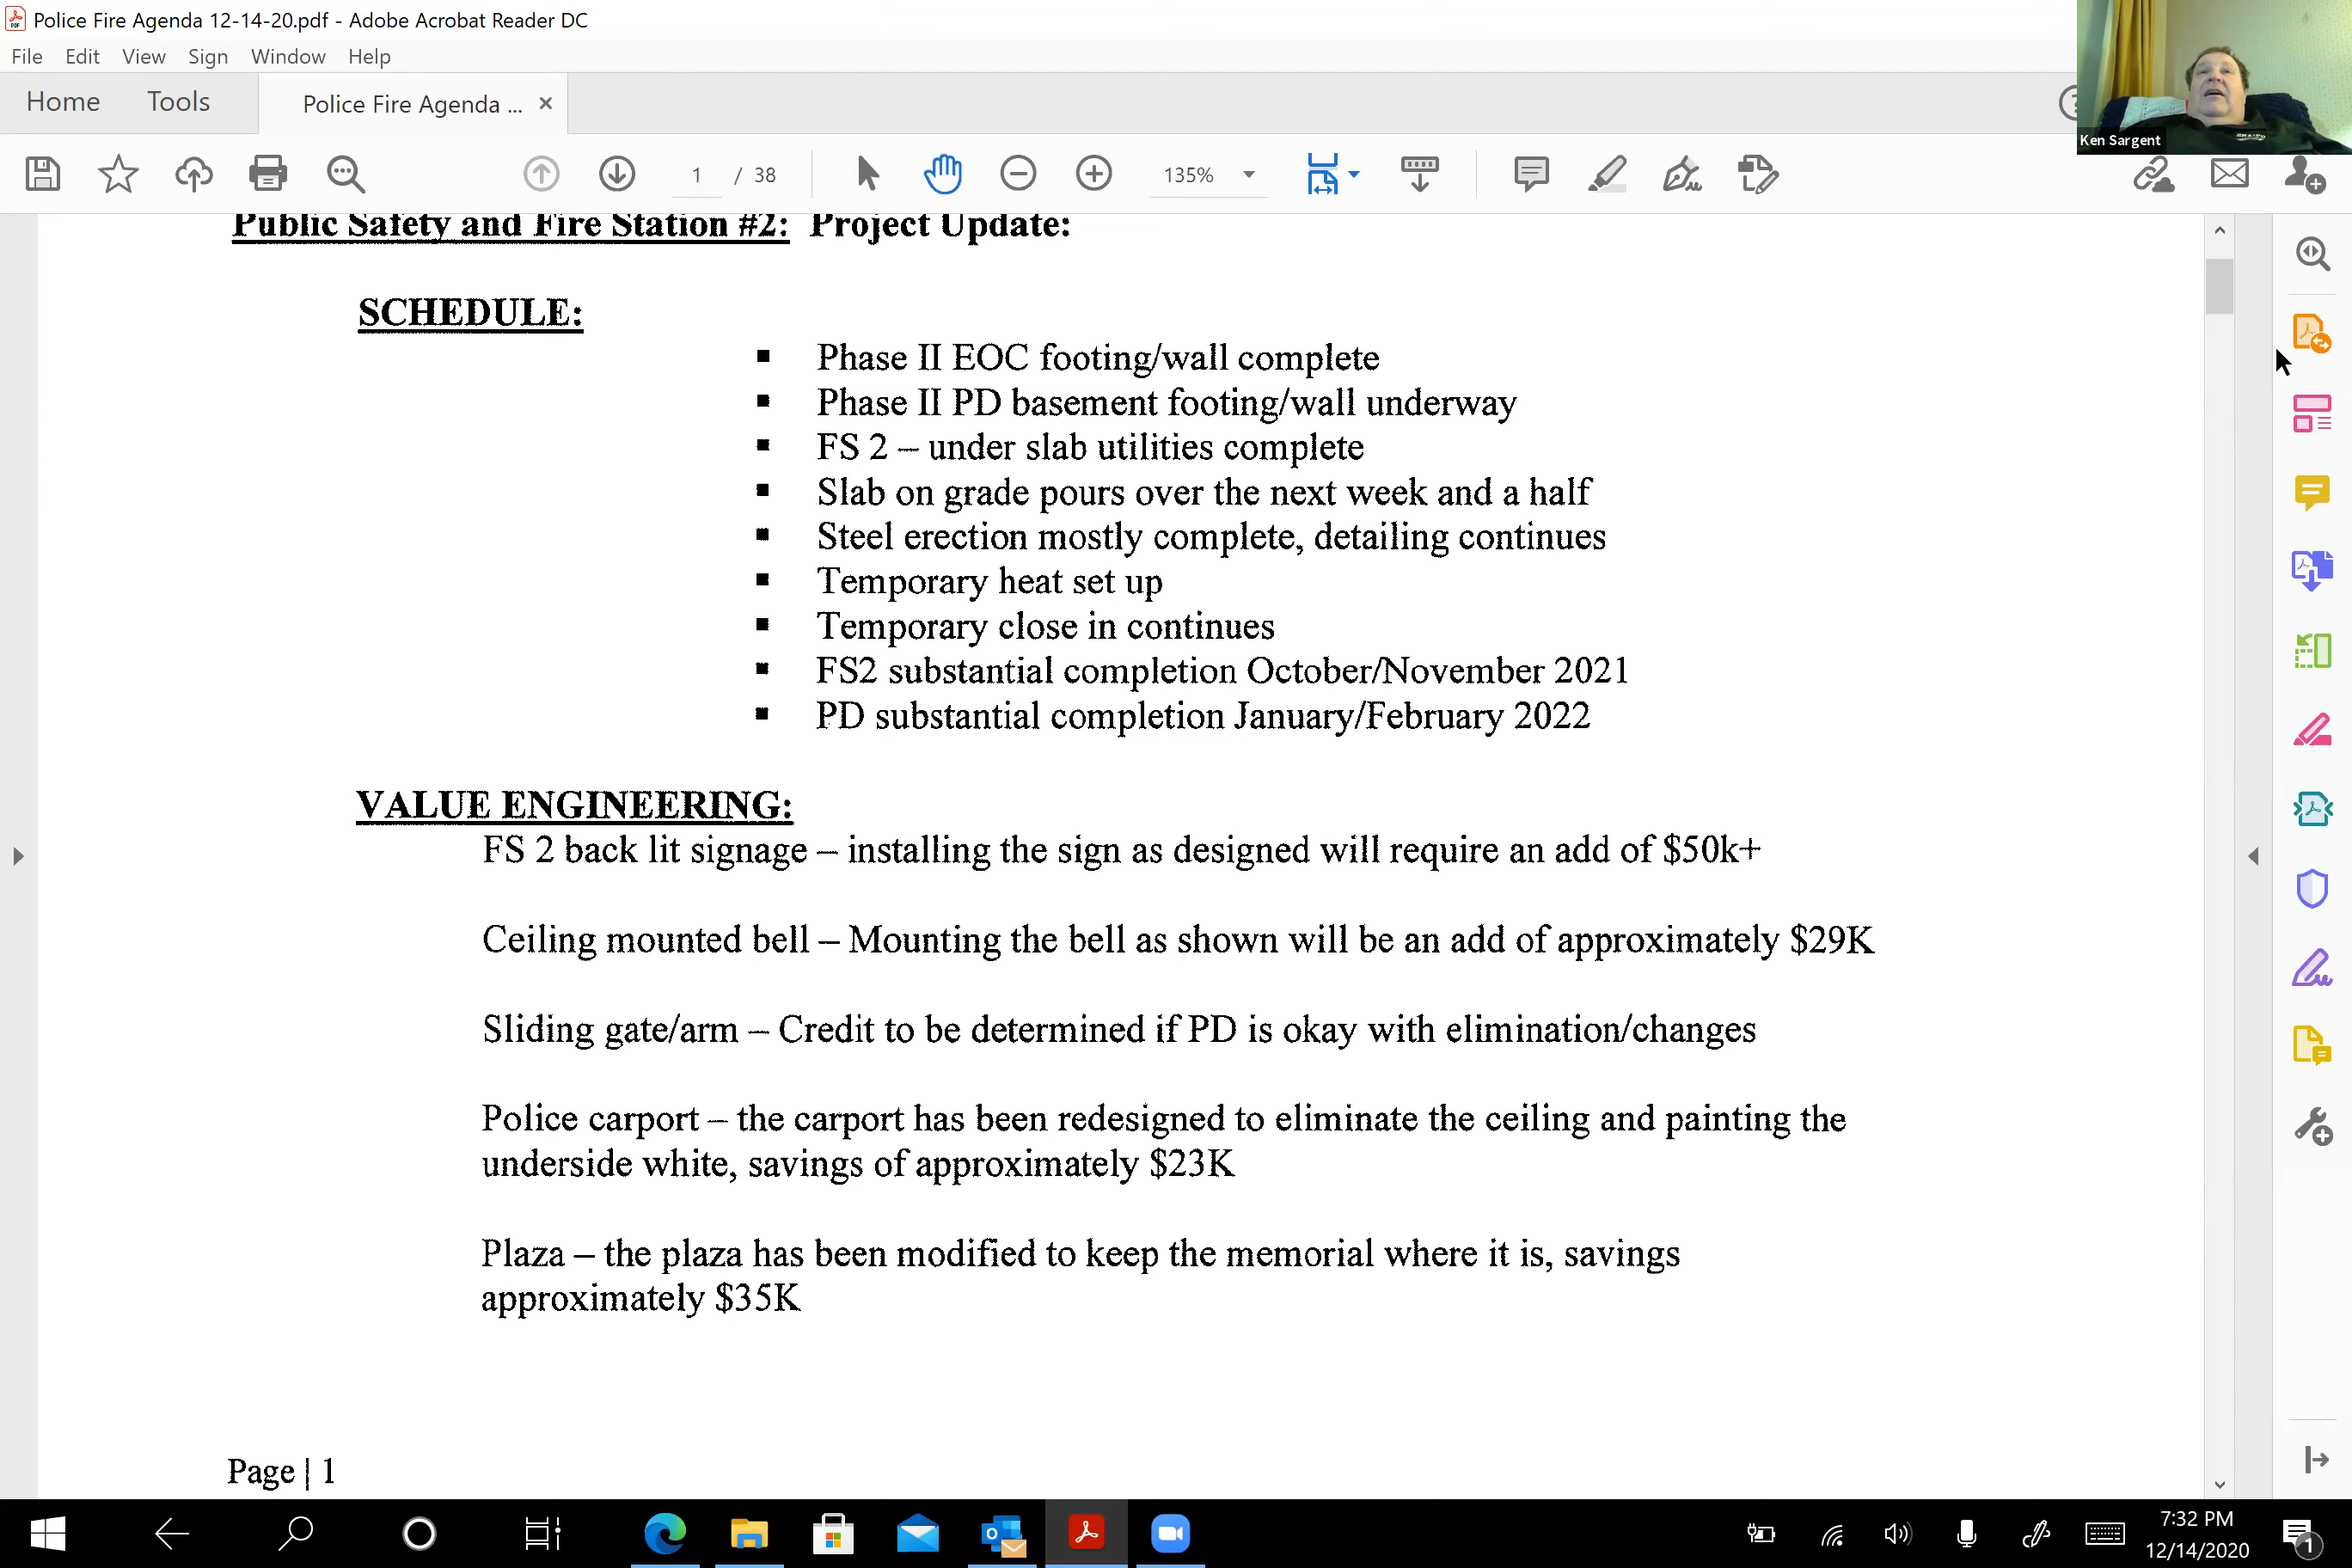 Police Fire Agenda 12-14-20.pdf - Adobe Acrobat Reader DC
File Edit View Sign Window Help
Home Tools Police Fire Agenda ... ×
Ken Sargent
1 / 38 135%
Public Safety and Fire Station #2: Project Update:
SCHEDULE:
▪ Phase II EOC footing/wall complete
▪ Phase II PD basement footing/wall underway
▪ FS 2 – under slab utilities complete
▪ Slab on grade pours over the next week and a half
▪ Steel erection mostly complete, detailing continues
▪ Temporary heat set up
▪ Temporary close in continues
▪ FS2 substantial completion October/November 2021
▪ PD substantial completion January/February 2022
VALUE ENGINEERING:
FS 2 back lit signage – installing the sign as designed will require an add of $50k+
Ceiling mounted bell – Mounting the bell as shown will be an add of approximately $29K
Sliding gate/arm – Credit to be determined if PD is okay with elimination/changes
Police carport – the carport has been redesigned to eliminate the ceiling and painting the
underside white, savings of approximately $23K
Plaza – the plaza has been modified to keep the memorial where it is, savings
approximately $35K
Page | 1
7:32 PM
12/14/2020
1